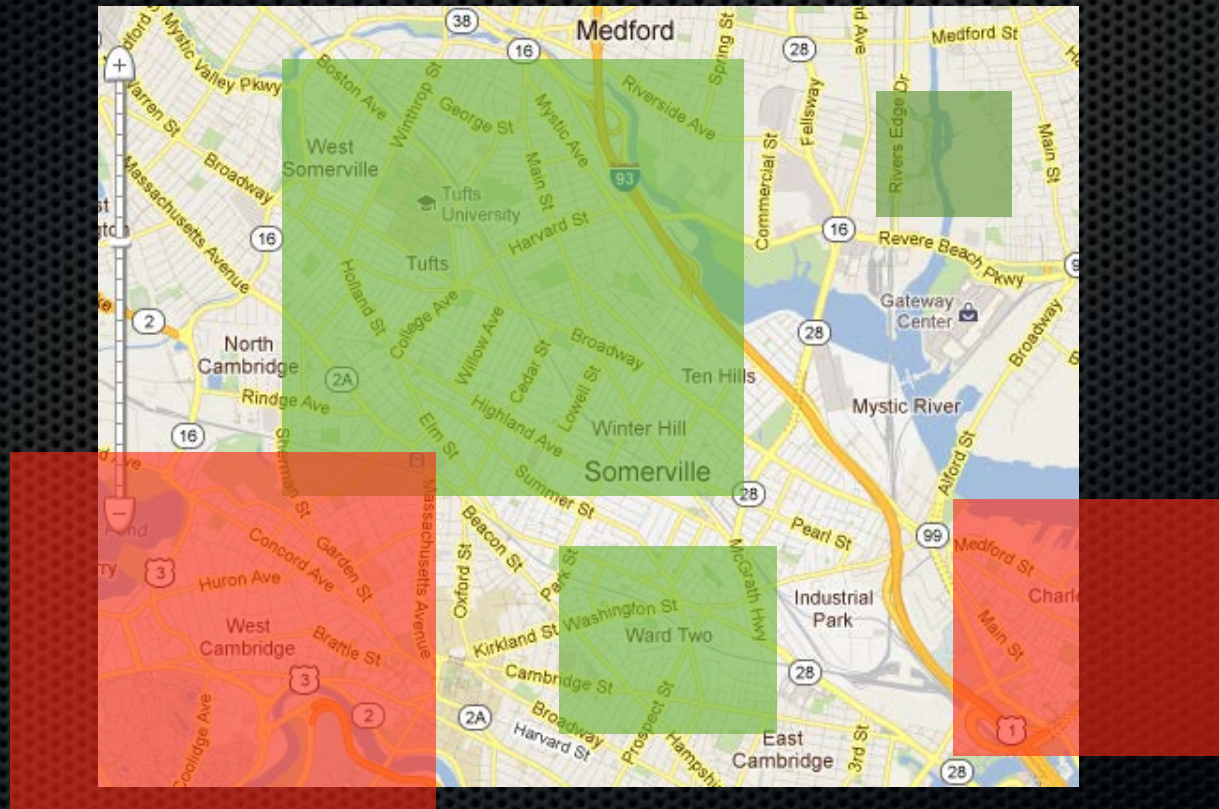 38
Medford
Spring St
28
Medford St
16
Mystic Valley Pkwy
Boston Ave
Winthrop St
George St
Mystic Ave
Riverside Ave
Fellsway
Rivers Edge Dr
Main St
Warren St
West
Somerville
Broadway
Massachusetts Avenue
Main St
93
Commercial St
Tufts
University
16
Harvard St
16
Revere Beach Pkwy
Tufts
Holland St
College Ave
Willow Ave
Gateway
Center
Broadway
2
28
North
Cambridge
2A
Cedar St
Broadway
Lowell St
Ten Hills
Rindge Ave
Highland Ave
Mystic River
16
Elm St
Winter Hill
Sherman St
Somerville
Alford St
Summer St
28
Pond
Massachusetts Avenue
Beacon St
Pearl St
99
Medford St
Concord Ave
Garden St
Oxford St
Park St
McGrath Hwy
3
Huron Ave
Industrial
Park
Main St
West
Cambridge
Brattle St
Kirkland St
Washington St
Ward Two
3
Cambridge St
28
2
2A
Broadway
Harvard St
Prospect St
Coolidge Ave
East
Cambridge
3rd St
1
28